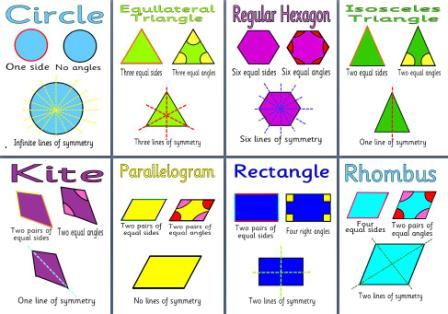 Circle
One side
No angles
Infinite lines of symmetry
Equilateral
Triangle
Three equal sides
Three equal angles
Three lines of symmetry
Regular Hexagon
Six equal sides
Six equal angles
Six lines of symmetry
Isosceles
Triangle
Two equal sides
Two equal angles
One line of symmetry
Kite
Two pairs of
equal sides
Two equal angles
One line of symmetry
Parallelogram
Two pairs of
equal sides
Two pairs of
equal angles
No lines of symmetry
Rectangle
Two pairs of
equal sides
Four right angles
Two lines of symmetry
Rhombus
Four
equal sides
Two pairs of
equal angles
Two lines of symmetry